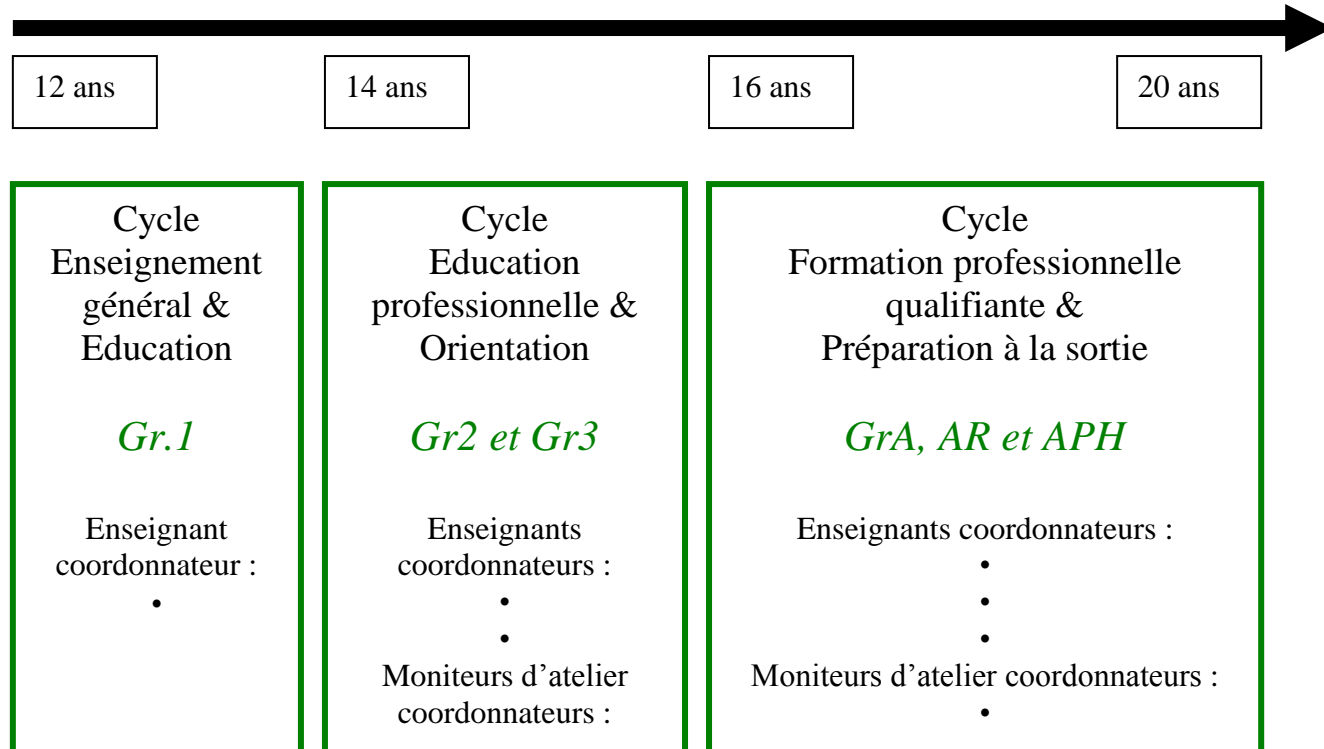 12 ans
14 ans
16 ans
20 ans
Cycle
Enseignement
général &
Education
Gr.1
Enseignant
coordonnateur :
•
Cycle
Education
professionnelle &
Orientation
Gr2 et Gr3
Enseignants
coordonnateurs :
•
•
Moniteurs d’atelier
coordonnateurs :
Cycle
Formation professionnelle
qualifiante &
Préparation à la sortie
GrA, AR et APH
Enseignants coordonnateurs :
•
•
•
Moniteurs d’atelier coordonnateurs :
•